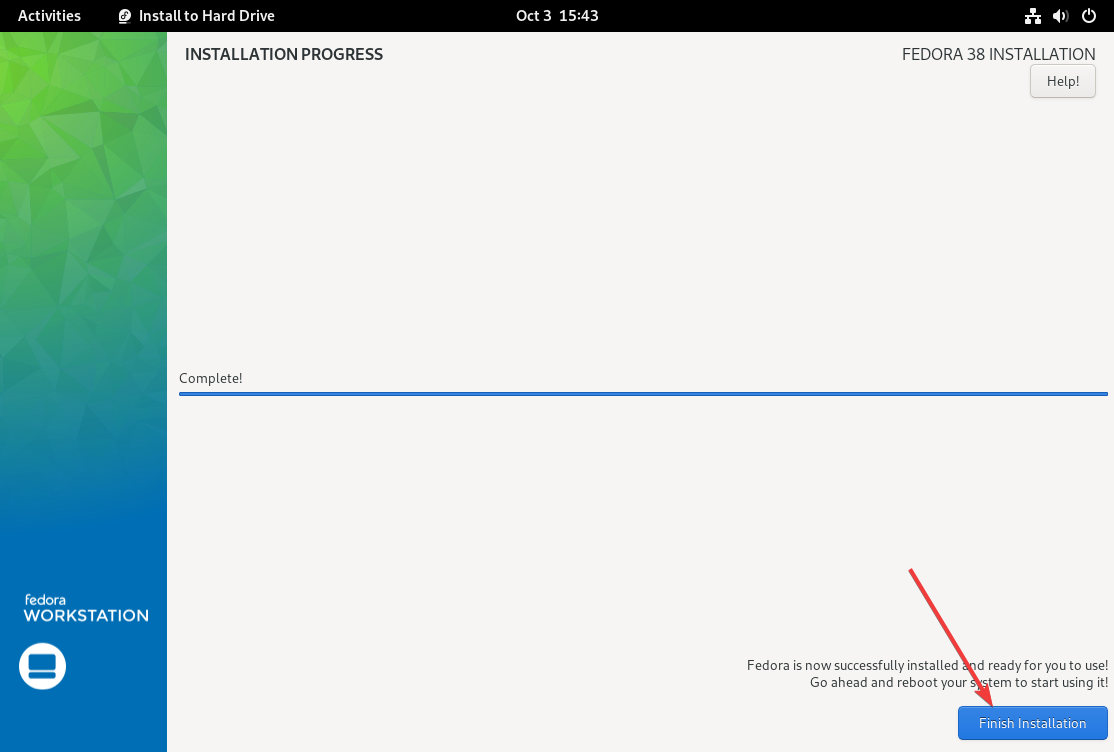 Activities
Install to Hard Drive
Oct 3 15:43
INSTALLATION PROGRESS
FEDORA 38 INSTALLATION
Help!
Complete!
fedora
WORKSTATION
Fedora is now successfully installed and ready for you to use!
Go ahead and reboot your system to start using it!
Finish Installation